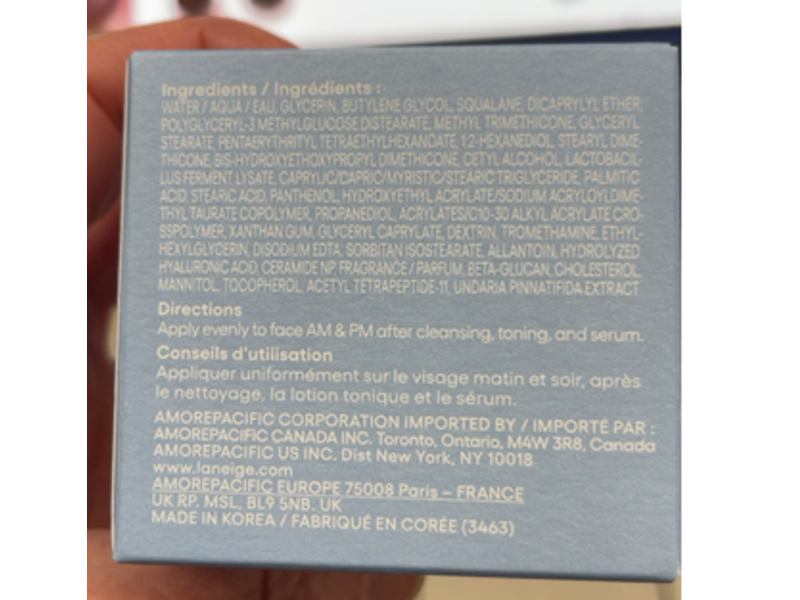 Ingredients / Ingrédients :
WATER / AQUA / EAU, GLYCERIN, BUTYLENE GLYCOL, SQUALANE, DICAPRYLYL ETHER,
POLYGLYCERYL-3 METHYLGLUCOSE DISTEARATE, METHYL TRIMETHICONE, GLYCERYL
STEARATE, PENTAERYTHRITYL TETRAETHYLHEXANOATE, 1,2-HEXANEDIOL, STEARYL DIME-
THICONE, BIS-HYDROXYETHOXYPROPYL DIMETHICONE, CETYL ALCOHOL, LACTOBACIL-
LUS FERMENT LYSATE, CAPRYLIC/CAPRIC/MYRISTIC/STEARIC TRIGLYCERIDE, PALMITIC
ACID, STEARIC ACID, PANTHENOL, HYDROXYETHYL ACRYLATE/SODIUM ACRYLOYLDIME-
THYL TAURATE COPOLYMER, PROPANEDIOL, ACRYLATES/C10-30 ALKYL ACRYLATE CRO-
SSPOLYMER, XANTHAN GUM, GLYCERYL CAPRYLATE, DEXTRIN, TROMETHAMINE, ETHYL-
HEXYLGLYCERIN, DISODIUM EDTA, SORBITAN ISOSTEARATE, ALLANTOIN, HYDROLYZED
HYALURONIC ACID, CERAMIDE NP, FRAGRANCE / PARFUM, BETA-GLUCAN, CHOLESTEROL,
MANNITOL, TOCOPHEROL, ACETYL TETRAPEPTIDE-11, UNDARIA PINNATIFIDA EXTRACT
Directions
Apply evenly to face AM & PM after cleansing, toning, and serum.
Conseils d'utilisation
Appliquer uniformément sur le visage matin et soir, après
le nettoyage, la lotion tonique et le sérum.
AMOREPACIFIC CORPORATION IMPORTED BY / IMPORTÉ PAR :
AMOREPACIFIC CANADA INC. Toronto, Ontario, M4W 3R8, Canada
AMOREPACIFIC US INC. Dist New York, NY 10018
www.laneige.com
AMOREPACIFIC EUROPE 75008 Paris – FRANCE
UK RP. MSL, BL9 5NB. UK
MADE IN KOREA / FABRIQUÉ EN CORÉE (3463)